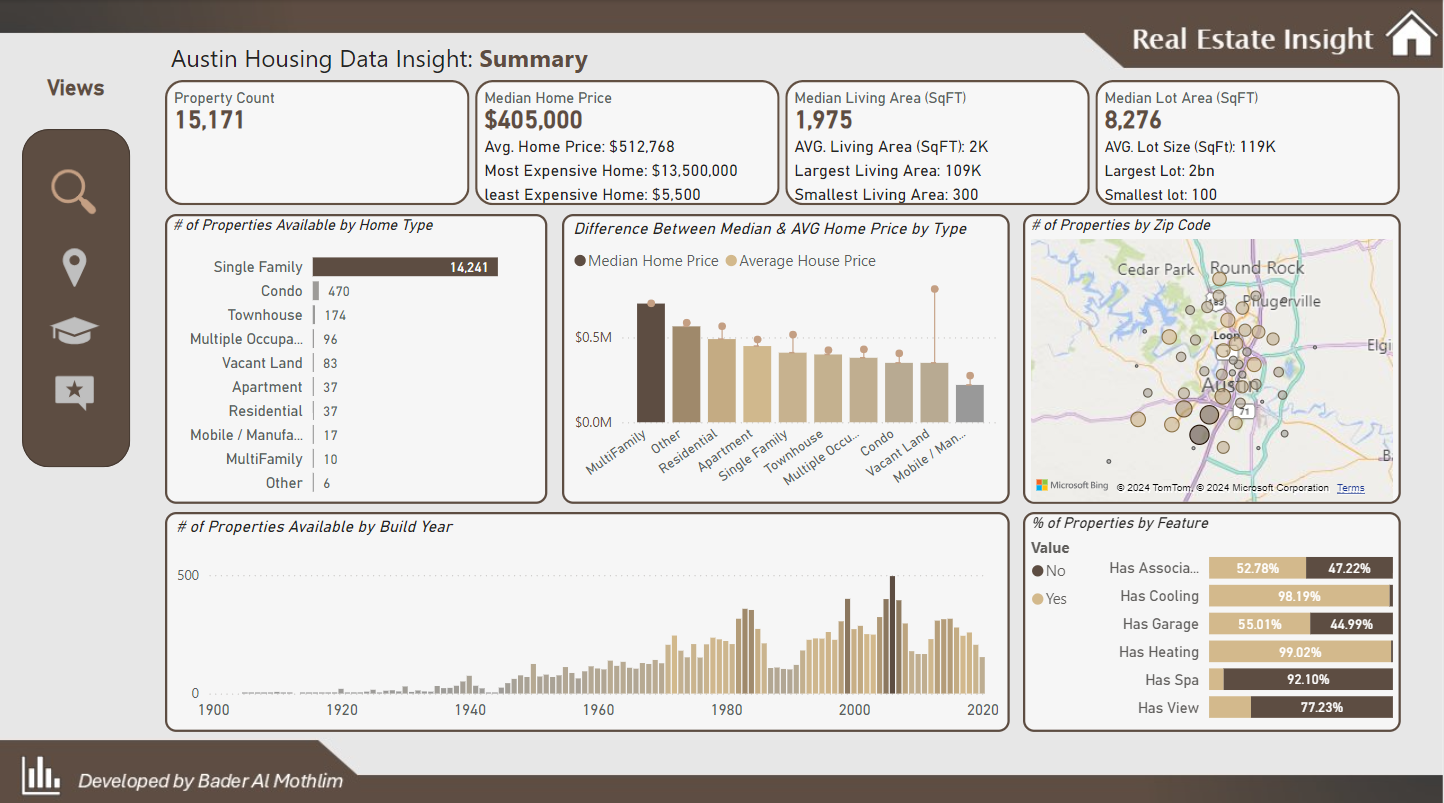 Real Estate Insight
Austin Housing Data Insight: Summary
Views
Property Count
15,171
Median Home Price
$405,000
Avg. Home Price: $512,768
Most Expensive Home: $13,500,000
least Expensive Home: $5,500
Median Living Area (SqFT)
1,975
AVG. Living Area (SqFT): 2K
Largest Living Area: 109K
Smallest Living Area: 300
Median Lot Area (SqFT)
8,276
AVG. Lot Size (SqFt): 119K
Largest Lot: 2bn
Smallest lot: 100
# of Properties Available by Home Type
Single Family 14,241
Condo 470
Townhouse 174
Multiple Occupa... 96
Vacant Land 83
Apartment 37
Residential 37
Mobile / Manufa... 17
MultiFamily 10
Other 6
Difference Between Median & AVG Home Price by Type
Median Home Price Average House Price
$0.5M
$0.0M
MultiFamily
Other
Residential
Apartment
Single Family
Townhouse
Multiple Occu...
Condo
Vacant Land
Mobile / Man...
# of Properties by Zip Code
Cedar Park
Round Rock
Pflugerville
Loop
Elgi
Austin
71
B
Microsoft Bing
© 2024 TomTom, © 2024 Microsoft Corporation Terms
# of Properties Available by Build Year
500
0
1900 1920 1940 1960 1980 2000 2020
% of Properties by Feature
Value
No
Yes
Has Associa... 52.78% 47.22%
Has Cooling 98.19%
Has Garage 55.01% 44.99%
Has Heating 99.02%
Has Spa 92.10%
Has View 77.23%
Developed by Bader Al Mothlim